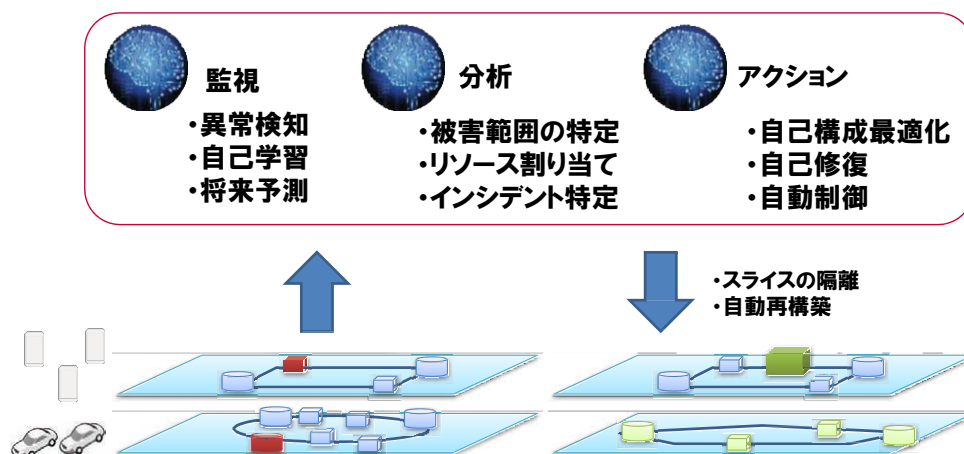 監視
・異常検知
・自己学習
・将来予測
分析
・被害範囲の特定
・リソース割り当て
・インシデント特定
アクション
・自己構成最適化
・自己修復
・自動制御
・スライスの隔離
・自動再構築